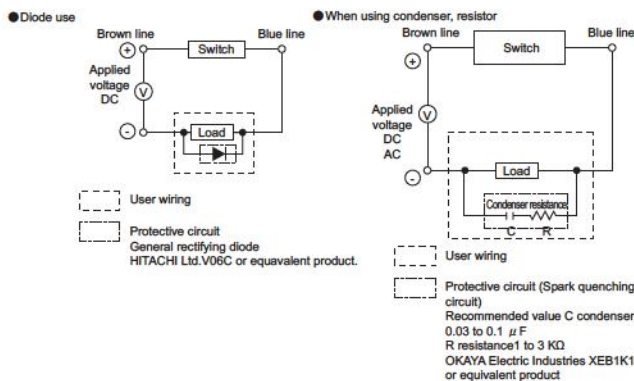 ●Diode use
Brown line
Blue line
+
Switch
Applied
voltage
DC
V
-
Load
User wiring
Protective circuit
General rectifying diode
HITACHI Ltd.V06C or equavalent product.
●When using condenser, resistor
Brown line
Blue line
+
Switch
Applied
voltage
DC
AC
V
-
Load
Condenser resistance
C
R
User wiring
Protective circuit (Spark quenching
circuit)
Recommended value C condenser
0.03 to 0.1 μF
R resistance1 to 3 KΩ
OKAYA Electric Industries XEB1K1
or equivalent product